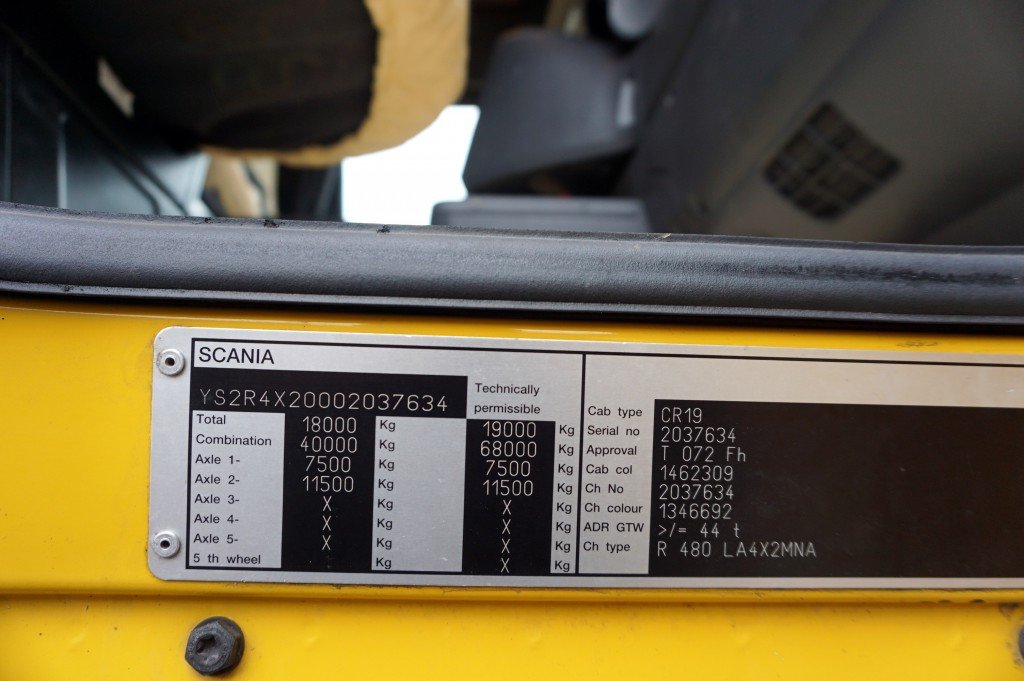 SCANIA
YS2R4X20002037634
Technically
permissible
Total 18000 Kg 19000 Kg
Combination 40000 Kg 68000 Kg
Axle 1- 7500 Kg 7500 Kg
Axle 2- 11500 Kg 11500 Kg
Axle 3- X Kg X Kg
Axle 4- X Kg X Kg
Axle 5- X Kg X Kg
5 th wheel Kg X Kg
Cab type CR19
Serial no 2037634
Approval T 072 Fh
Cab col 1462309
Ch No 2037634
Ch colour 1346692
ADR GTW >/= 44 t
Ch type R 480 LA4X2MNA